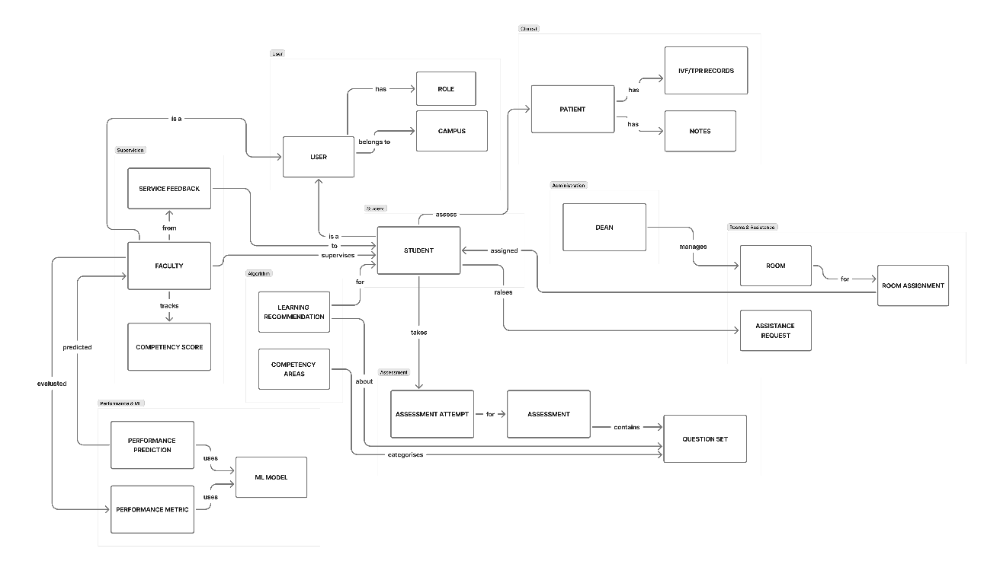 Clinical
User
IVF/TPR RECORDS
has
ROLE
has
PATIENT
is a
has
NOTES
CAMPUS
belongs to
Supervision
USER
SERVICE FEEDBACK
Administration
Student
assess
DEAN
from
Rooms & Assistance
is a
to
manages
STUDENT
assigned
supervises
FACULTY
ROOM
Algorithm
for
for
ROOM ASSIGNMENT
raises
tracks
LEARNING
RECOMMENDATION
ASSISTANCE
REQUEST
takes
predicted
COMPETENCY SCORE
COMPETENCY
AREAS
Assessment
about
evaluated
Performance & ML
ASSESSMENT ATTEMPT
for
ASSESSMENT
contains
QUESTION SET
PERFORMANCE
PREDICTION
categorises
uses
ML MODEL
uses
PERFORMANCE METRIC